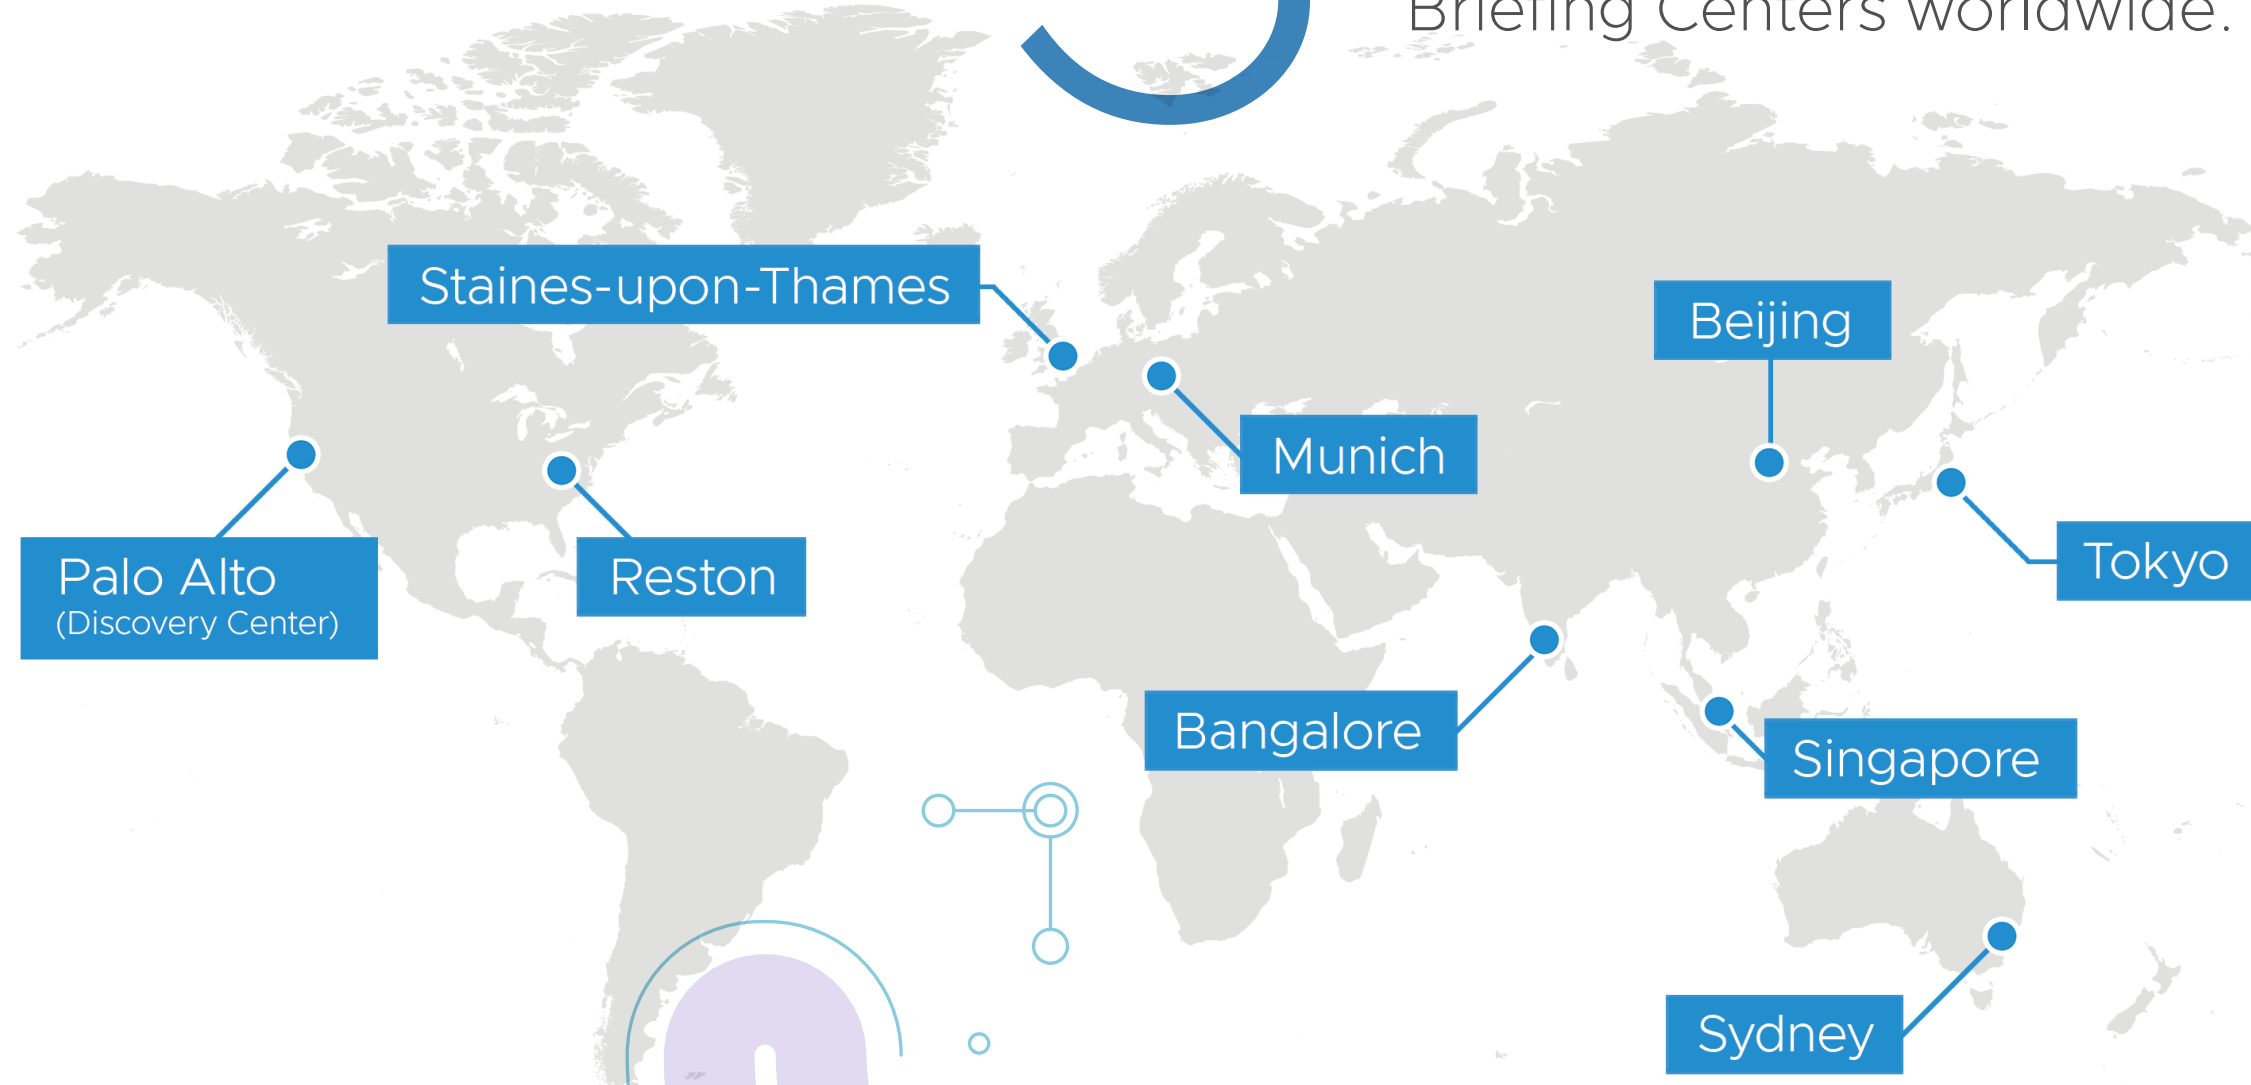 Briefing Centers worldwide.
Staines-upon-Thames
Beijing
Munich
Palo Alto
(Discovery Center)
Reston
Tokyo
Bangalore
Singapore
Sydney